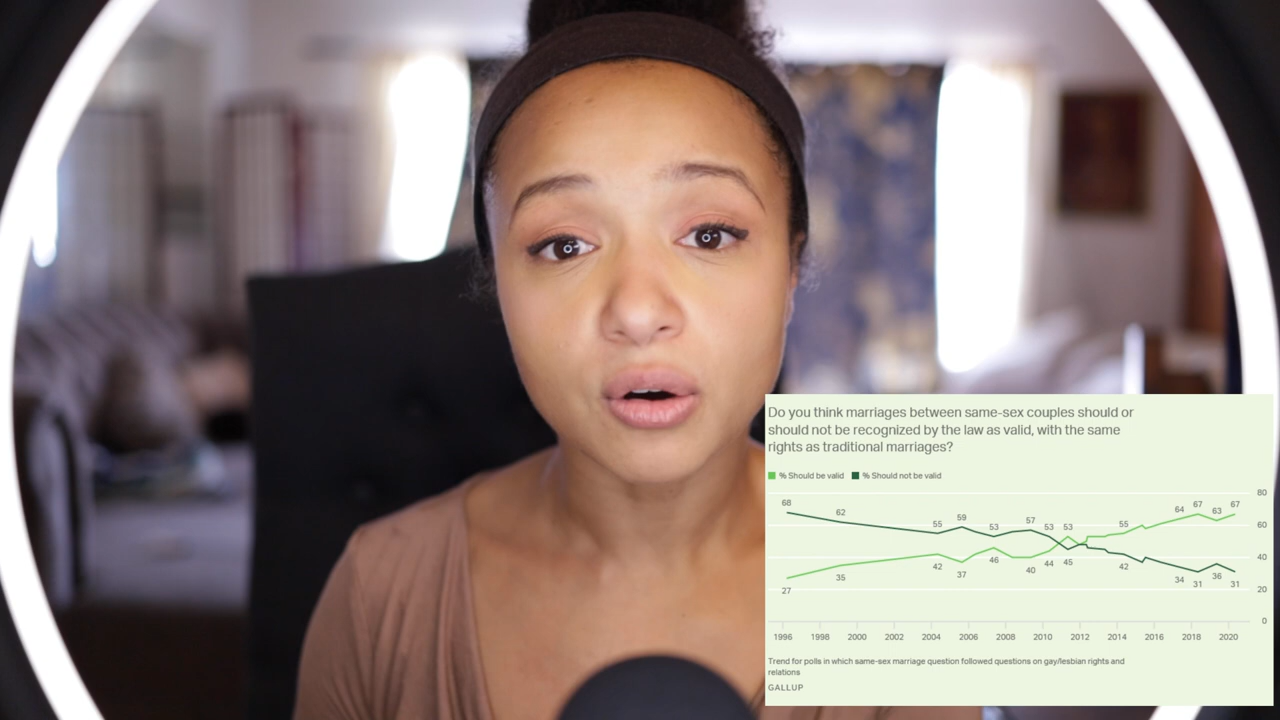 Do you think marriages between same-sex couples should or
should not be recognized by the law as valid, with the same
rights as traditional marriages?
% Should be valid % Should not be valid
80
60
40
20
0
68 62 55 59 53 57 53 53 55 64 67 63 67
27 35 42 37 46 40 44 45 42 34 31 36 31
1996 1998 2000 2002 2004 2006 2008 2010 2012 2014 2016 2018 2020
Trend for polls in which same-sex marriage question followed questions on gay/lesbian rights and
relations
GALLUP